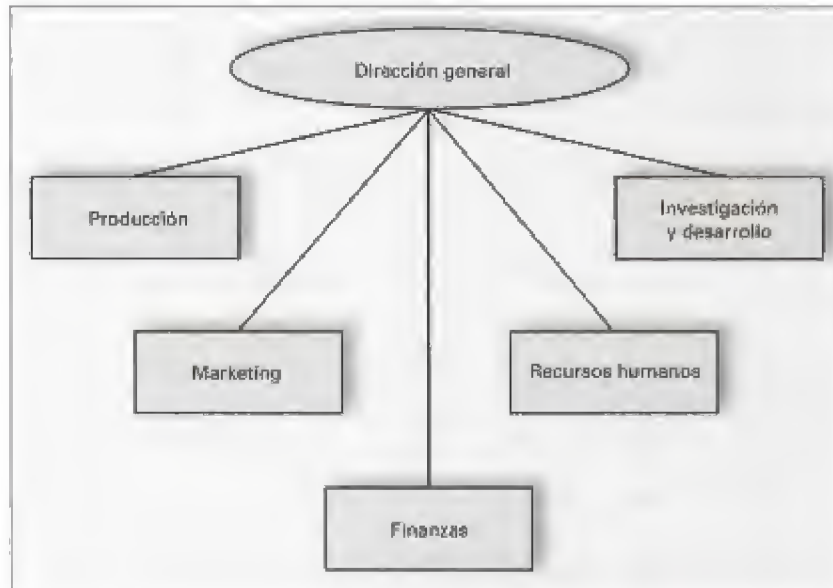 Dirección general
Producción
Investigación
y desarrollo
Marketing
Recursos humanos
Finanzas